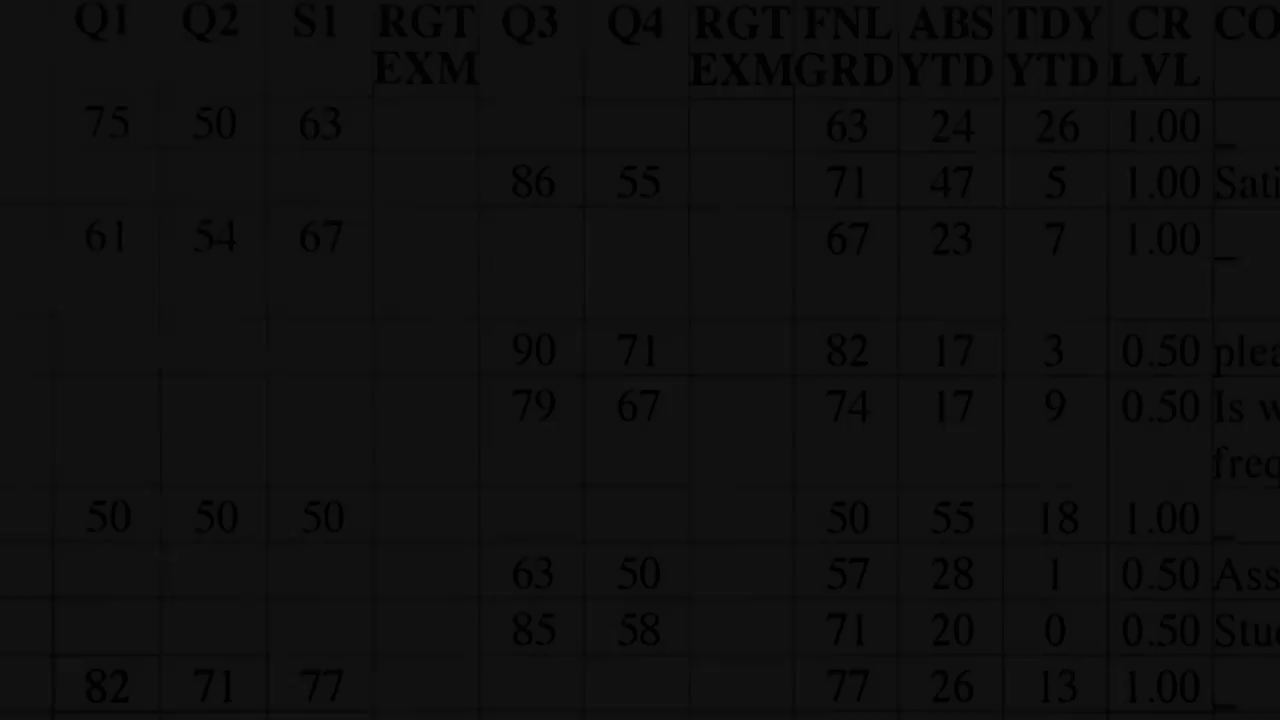 Q1 Q2 S1 RGT Q3 Q4 RGT FNL ABS TDY CR
EXM EXM GRD YTD YTD LVL
75 50 63 63 24 26 1.00 _
86 55 71 47 5 1.00
61 54 67 67 23 7 1.00 _
90 71 82 17 3 0.50
79 67 74 17 9 0.50 Is
50 50 50 50 55 18 1.00 _
63 50 57 28 1 0.50
85 58 71 20 0 0.50
82 71 77 77 26 13 1.00 _